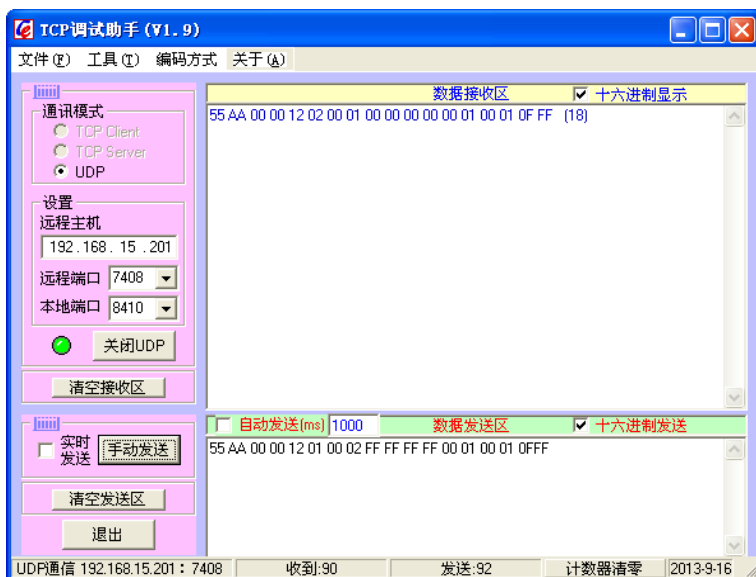 TCP调试助手(V1.9)
文件(F) 工具(T) 编码方式 关于(A)
通讯模式
TCP Client
TCP Server
UDP
设置
远程主机
192.168.15.201
远程端口 7408
本地端口 8410
关闭UDP
清空接收区
数据接收区 十六进制显示
55 AA 00 00 12 02 00 01 00 00 00 00 00 01 00 01 0F FF (18)
实时发送 手动发送
清空发送区
退出
自动发送(ms) 1000 数据发送区 十六进制发送
55 AA 00 00 12 01 00 02 FF FF FF FF 00 01 00 01 0FFF
UDP通信 192.168.15.201：7408 收到:90 发送:92 计数器清零 2013-9-16